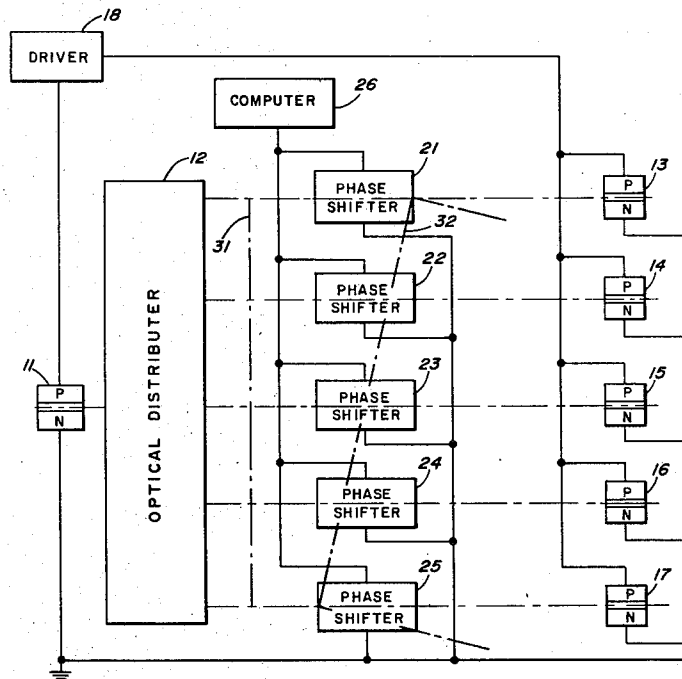 18
DRIVER
COMPUTER
26
12
21
PHASE
SHIFTER
P
N
13
31
32
22
PHASE
SHIFTER
P
N
14
OPTICAL DISTRIBUTER
11
P
N
23
PHASE
SHIFTER
P
N
15
24
PHASE
SHIFTER
P
N
16
25
PHASE
SHIFTER
P
N
17